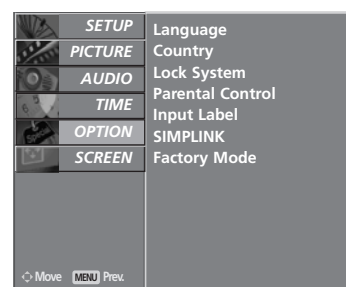 SETUP
PICTURE
AUDIO
TIME
OPTION
SCREEN
Language
Country
Lock System
Parental Control
Input Label
SIMPLINK
Factory Mode
Move MENU Prev.